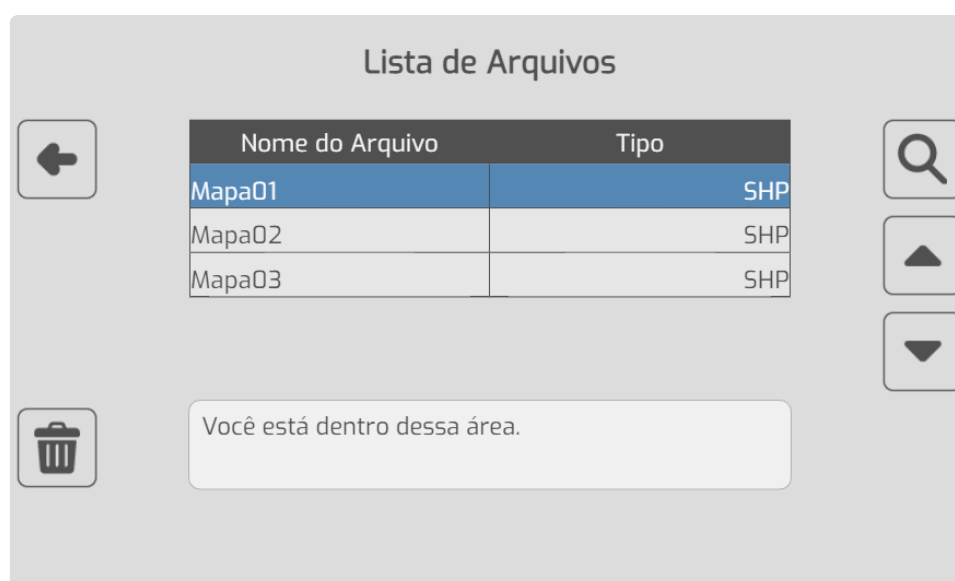 Lista de Arquivos
Nome do Arquivo Tipo
Mapa01 SHP
Mapa02 SHP
Mapa03 SHP
Você está dentro dessa área.